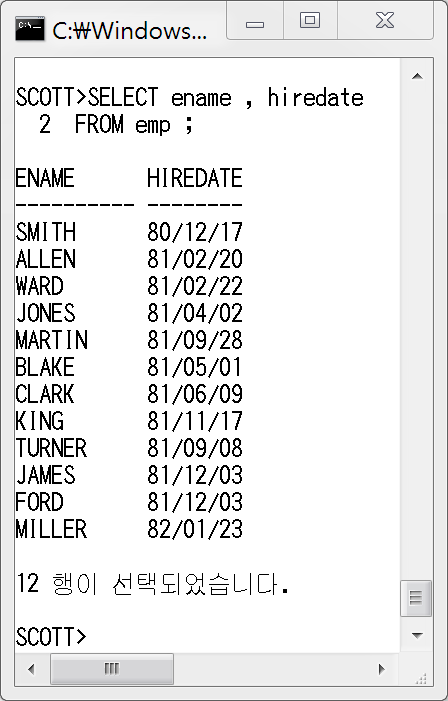 C:￦Windows...
SCOTT>SELECT ename , hiredate
  2  FROM emp ;
ENAME      HIREDATE
---------- --------
SMITH      80/12/17
ALLEN      81/02/20
WARD       81/02/22
JONES      81/04/02
MARTIN     81/09/28
BLAKE      81/05/01
CLARK      81/06/09
KING       81/11/17
TURNER     81/09/08
JAMES      81/12/03
FORD       81/12/03
MILLER     82/01/23
12 행이 선택되었습니다.
SCOTT>